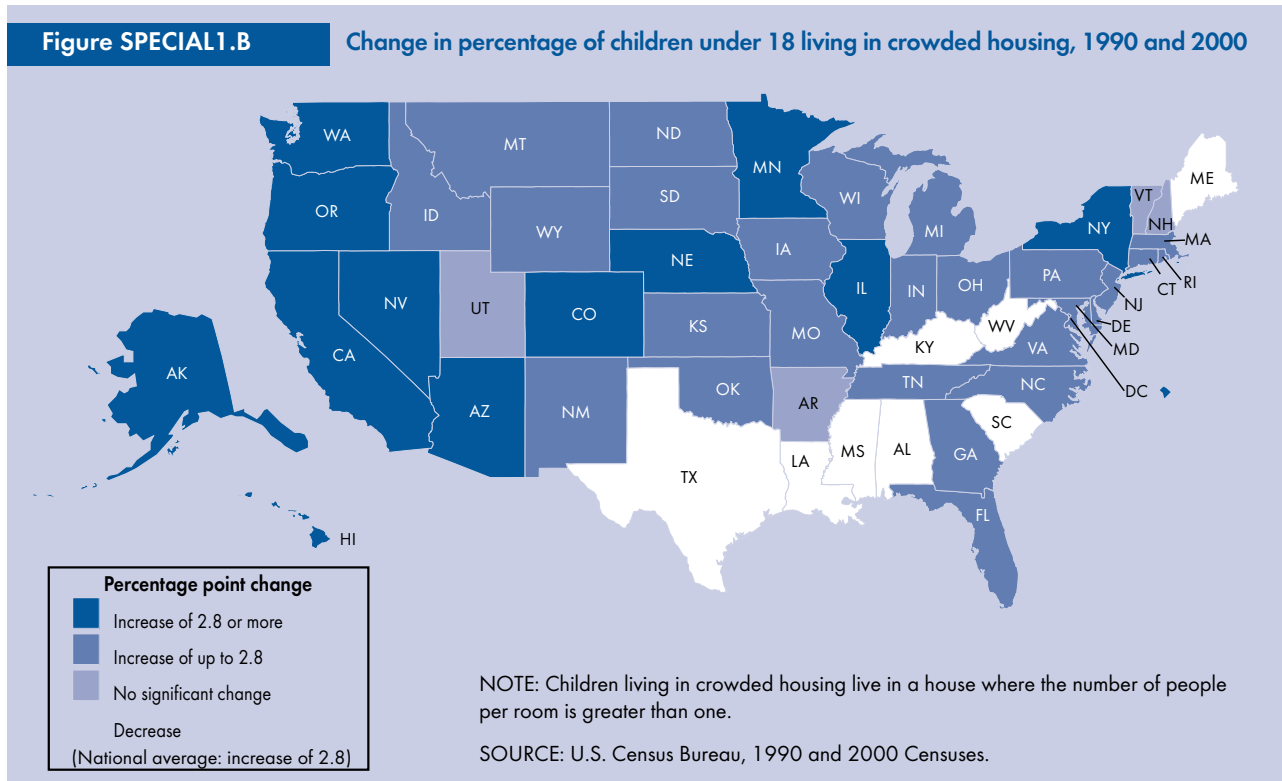 Figure SPECIAL1.B
Change in percentage of children under 18 living in crowded housing, 1990 and 2000
WA
MT
ND
MN
ME
OR
ID
SD
WI
VT
NH
WY
MI
NY
MA
IA
NE
PA
RI
CT
NV
UT
CO
IL
IN
OH
NJ
KS
MO
WV
DE
CA
KY
VA
MD
AK
TN
NC
DC
AZ
NM
OK
AR
SC
TX
LA
MS
AL
GA
FL
HI
Percentage point change
Increase of 2.8 or more
Increase of up to 2.8
No significant change
Decrease
(National average: increase of 2.8)
NOTE: Children living in crowded housing live in a house where the number of people
per room is greater than one.
SOURCE: U.S. Census Bureau, 1990 and 2000 Censuses.